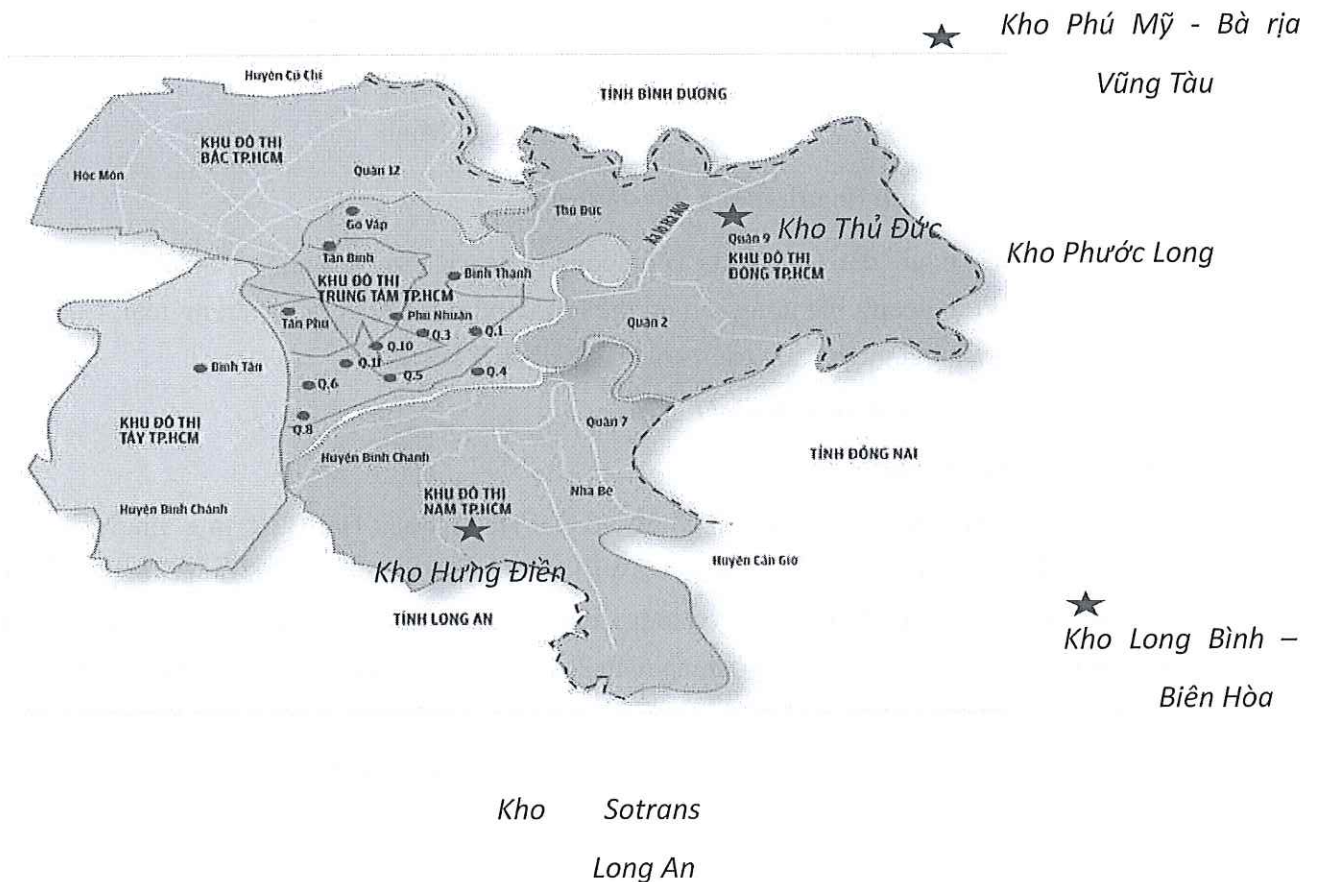 Kho Phú Mỹ - Bà rịa
Vũng Tàu
Huyện Củ Chi
TỈNH BÌNH DƯƠNG
KHU ĐÔ THỊ
BẮC TP.HCM
Hóc Môn
Quận 12
Thủ Đức
Xa lộ Hà Nội
Gò Vấp
Quận 9
Kho Thủ Đức
KHU ĐÔ THỊ
ĐÔNG TP.HCM
Kho Phước Long
Tân Bình
Bình Thạnh
KHU ĐÔ THỊ
TRUNG TÂM TP.HCM
Tân Phú
Phú Nhuận
Q.3
Q.1
Quận 2
Q.10
Q.11
Q.5
Q.4
Q.6
Bình Tân
Q.8
KHU ĐÔ THỊ
TÂY TP.HCM
Quận 7
Huyện Bình Chánh
TỈNH ĐỒNG NAI
KHU ĐÔ THỊ
NAM TP.HCM
Nhà Bè
Huyện Bình Chánh
Huyện Cần Giờ
Kho Hưng Điền
TỈNH LONG AN
Kho Long Bình –
Biên Hòa
Kho Sotrans
Long An